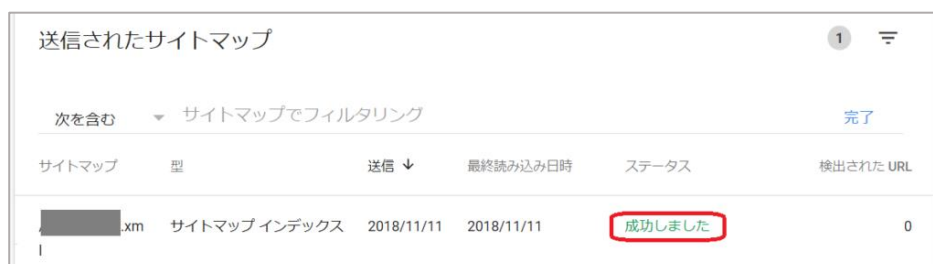 送信されたサイトマップ 1
次を含む サイトマップでフィルタリング 完了
サイトマップ 型 送信 最終読み込み日時 ステータス 検出された URL
/ .xm サイトマップ インデックス 2018/11/11 2018/11/11 成功しました 0
l